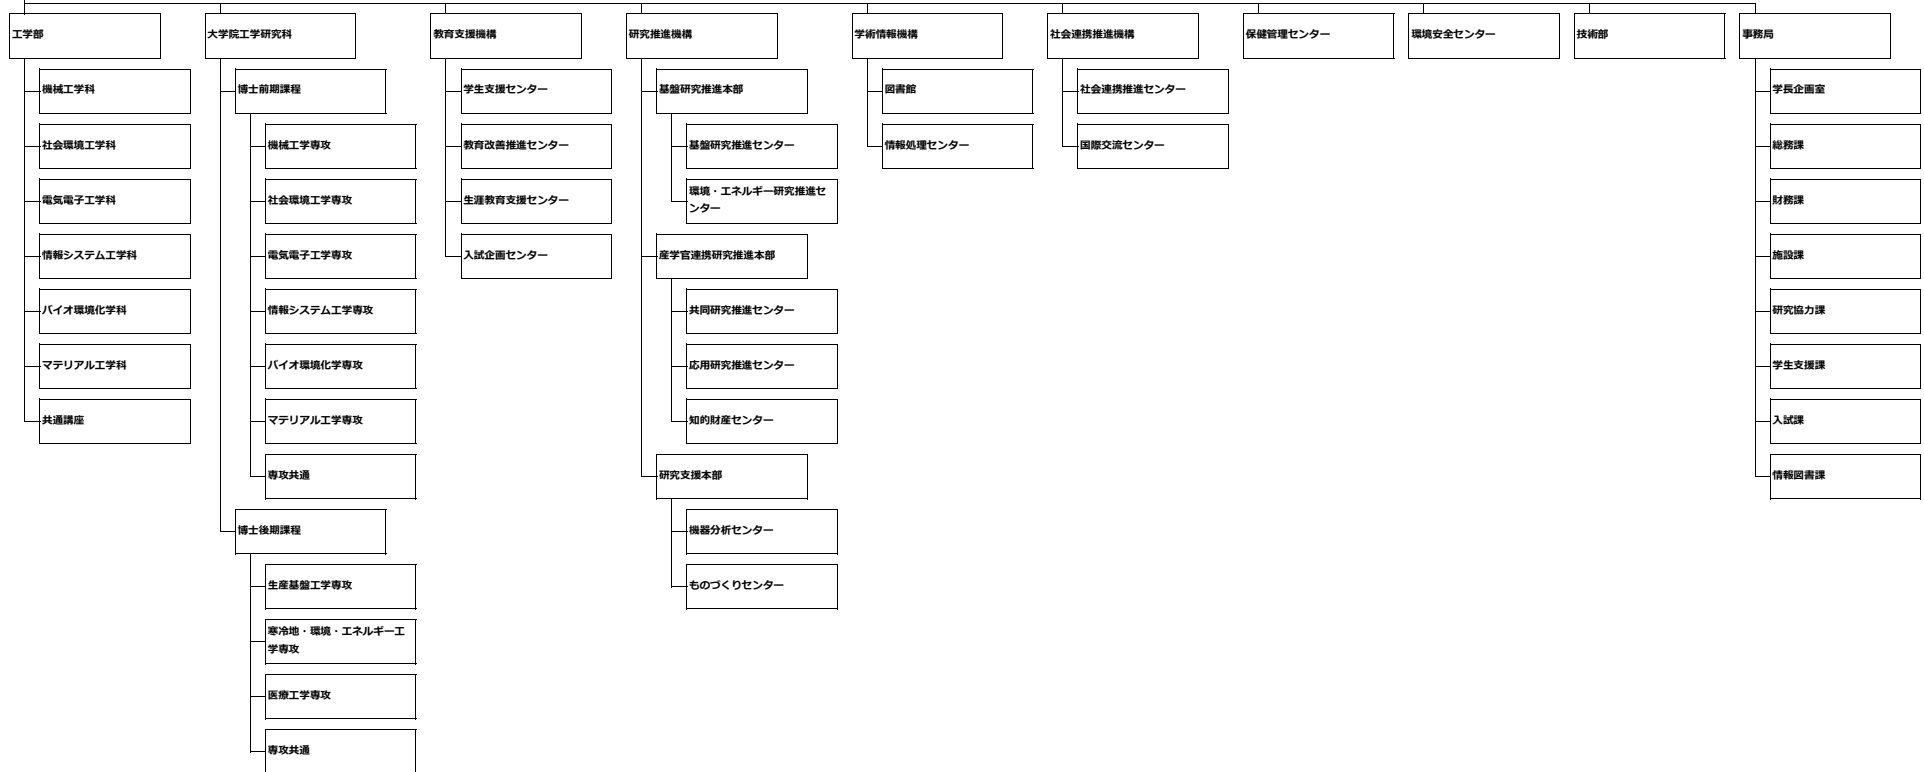 工学部
機械工学科
社会環境工学科
電気電子工学科
情報システム工学科
バイオ環境化学科
マテリアル工学科
共通講座
大学院工学研究科
博士前期課程
機械工学専攻
社会環境工学専攻
電気電子工学専攻
情報システム工学専攻
バイオ環境化学専攻
マテリアル工学専攻
専攻共通
博士後期課程
生産基盤工学専攻
寒冷地・環境・エネルギー工
学専攻
医療工学専攻
専攻共通
教育支援機構
学生支援センター
教育改善推進センター
生涯教育支援センター
入試企画センター
研究推進機構
基盤研究推進本部
基盤研究推進センター
環境・エネルギー研究推進セ
ンター
産学官連携研究推進本部
共同研究推進センター
応用研究推進センター
知的財産センター
研究支援本部
機器分析センター
ものづくりセンター
学術情報機構
図書館
情報処理センター
社会連携推進機構
社会連携推進センター
国際交流センター
保健管理センター
環境安全センター
技術部
事務局
学長企画室
総務課
財務課
施設課
研究協力課
学生支援課
入試課
情報図書課